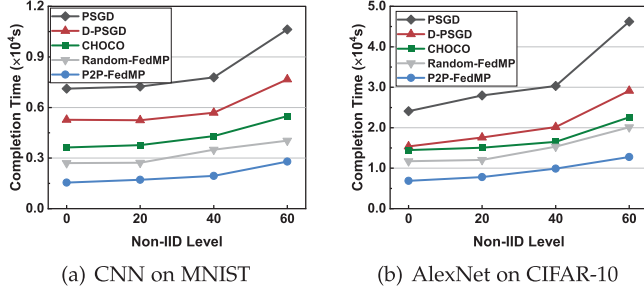 PSGD
D-PSGD
CHOCO
Random-FedMP
P2P-FedMP
Completion Time (×10⁴s)
1.2
0.9
0.6
0.3
0.0
0 20 40 60
Non-IID Level
(a) CNN on MNIST
PSGD
D-PSGD
CHOCO
Random-FedMP
P2P-FedMP
Completion Time (×10⁴s)
5.0
4.0
3.0
2.0
1.0
0.0
0 20 40 60
Non-IID Level
(b) AlexNet on CIFAR-10